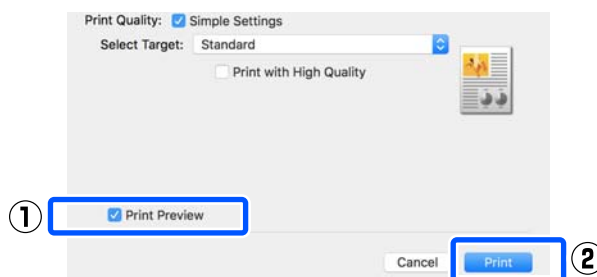 Print Quality: Simple Settings
Select Target: Standard
Print with High Quality
① Print Preview
Cancel Print ②